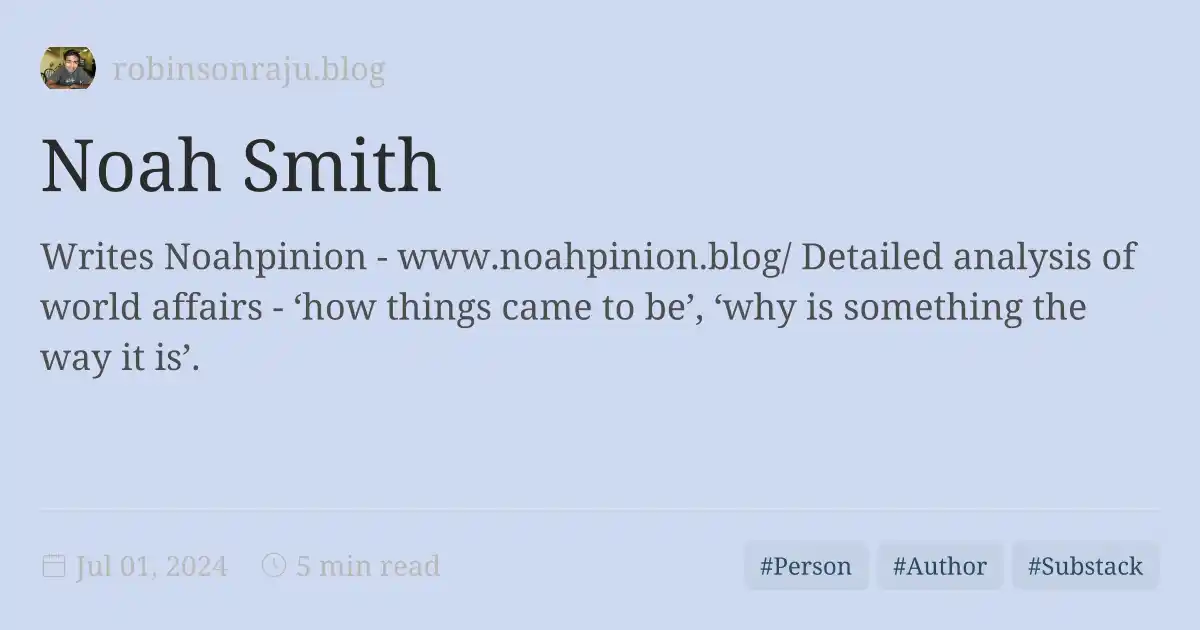 robinsonraju.blog
Noah Smith
Writes Noahpinion - www.noahpinion.blog/ Detailed analysis of
world affairs - ‘how things came to be’, ‘why is something the
way it is’.
Jul 01, 2024 5 min read #Person #Author #Substack